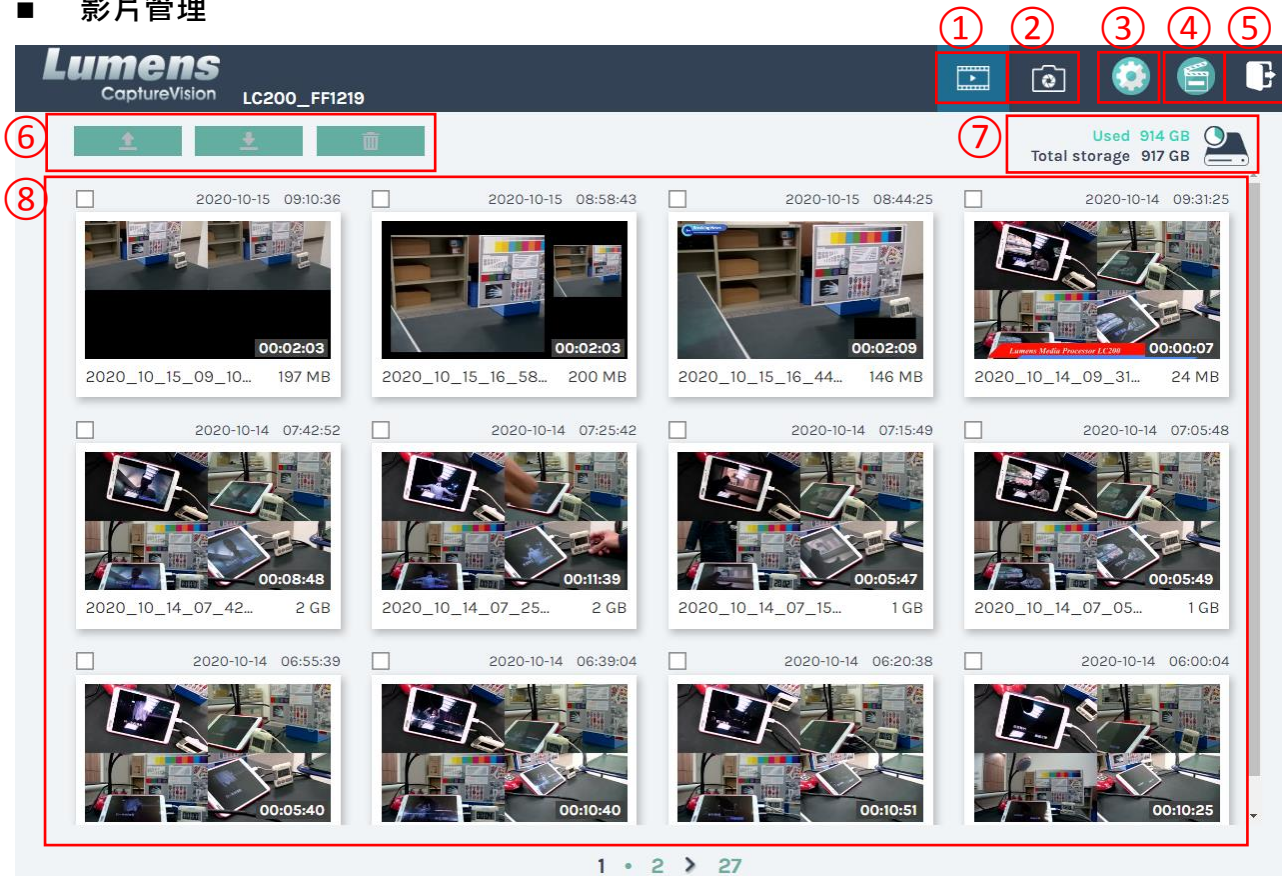 ■ 影片管理
① ② ③ ④ ⑤
Lumens
CaptureVision LC200_FF1219
⑥ ⑦ Used 914 GB
Total storage 917 GB
⑧
2020-10-15 09:10:36 2020-10-15 08:58:43 2020-10-15 08:44:25 2020-10-14 09:31:25
Lumens Media Processor LC200
00:02:03 00:02:03 00:02:09 00:00:07
2020_10_15_09_10... 197 MB 2020_10_15_16_58... 200 MB 2020_10_15_16_44... 146 MB 2020_10_14_09_31... 24 MB
2020-10-14 07:42:52 2020-10-14 07:25:42 2020-10-14 07:15:49 2020-10-14 07:05:48
00:08:48 00:11:39 00:05:47 00:05:49
2020_10_14_07_42... 2 GB 2020_10_14_07_25... 2 GB 2020_10_14_07_15... 1 GB 2020_10_14_07_05... 1 GB
2020-10-14 06:55:39 2020-10-14 06:39:04 2020-10-14 06:20:38 2020-10-14 06:00:04
00:05:40 00:10:40 00:10:51 00:10:25
1 • 2 > 27